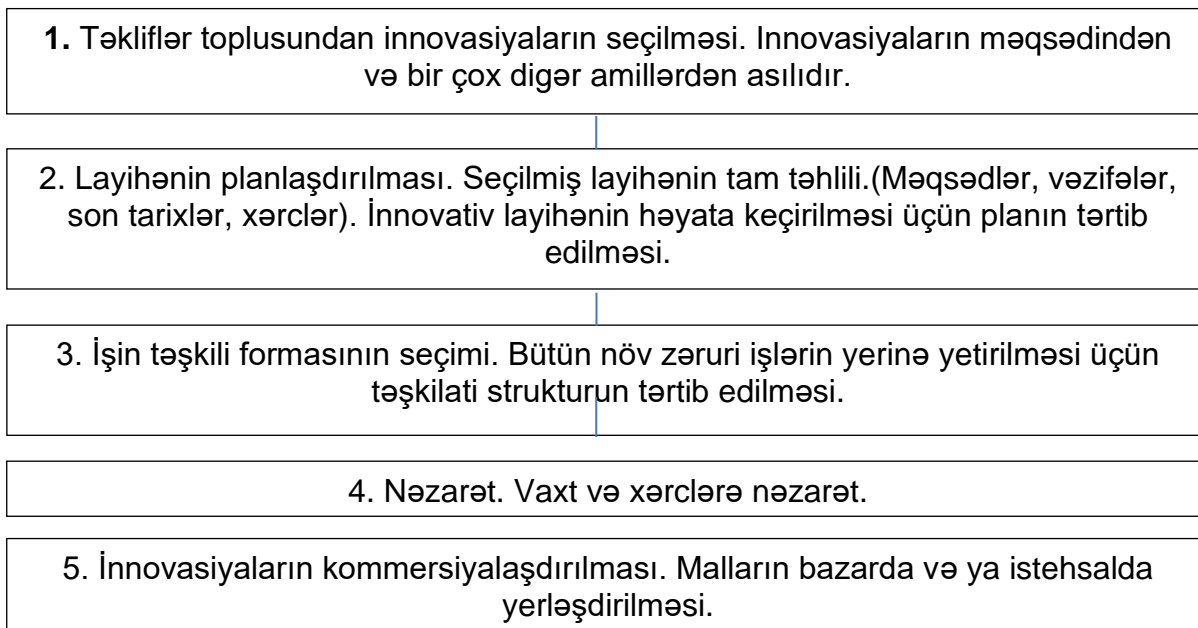 1. Təkliflər toplusundan innovasiyaların seçilməsi. Innovasiyaların məqsədindən
və bir çox digər amillərdən asılıdır.
2. Layihənin planlaşdırılması. Seçilmiş layihənin tam təhlili.(Məqsədlər, vəzifələr,
son tarixlər, xərclər). İnnovativ layihənin həyata keçirilməsi üçün planın tərtib
edilməsi.
3. İşin təşkili formasının seçimi. Bütün növ zəruri işlərin yerinə yetirilməsi üçün
təşkilati strukturun tərtib edilməsi.
4. Nəzarət. Vaxt və xərclərə nəzarət.
5. İnnovasiyaların kommersiyalaşdırılması. Malların bazarda və ya istehsalda
yerləşdirilməsi.